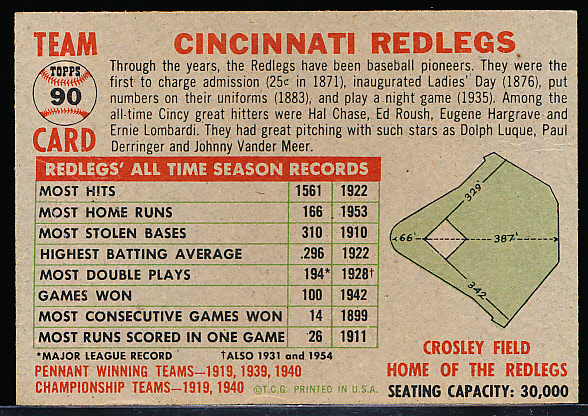 TEAM
TOPPS
90
CARD
CINCINNATI REDLEGS
Through the years, the Redlegs have been baseball pioneers. They were the
first to charge admission (25c in 1871), inaugurated Ladies' Day (1876), put
numbers on their uniforms (1883), and play a night game (1935). Among the
all-time Cincy great hitters were Hal Chase, Ed Roush, Eugene Hargrave and
Ernie Lombardi. They had great pitching with such stars as Dolph Luque, Paul
Derringer and Johnny Vander Meer.
REDLEGS' ALL TIME SEASON RECORDS
MOST HITS 1561 1922
MOST HOME RUNS 166 1953
MOST STOLEN BASES 310 1910
HIGHEST BATTING AVERAGE .296 1922
MOST DOUBLE PLAYS 194* 1928†
GAMES WON 100 1942
MOST CONSECUTIVE GAMES WON 14 1899
MOST RUNS SCORED IN ONE GAME 26 1911
*MAJOR LEAGUE RECORD †ALSO 1931 and 1954
PENNANT WINNING TEAMS—1919, 1939, 1940
CHAMPIONSHIP TEAMS—1919, 1940 ©T.C.G. PRINTED IN U.S.A.
329'
66'
387'
342'
CROSLEY FIELD
HOME OF THE REDLEGS
SEATING CAPACITY: 30,000